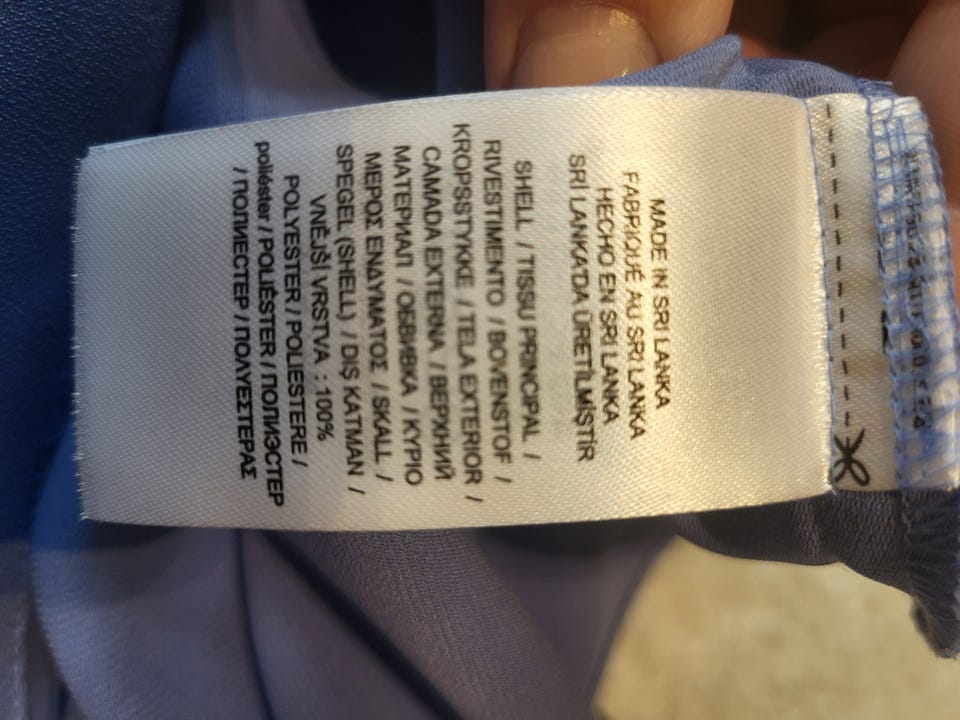 MADE IN SRI LANKA
FABRIQUÉ AU SRI LANKA
HECHO EN SRI LANKA
SRİ LANKA'DA ÜRETİLMİŞTİR
SHELL / TISSU PRINCIPAL /
RIVESTIMENTO / BOVENSTOF /
KROPSSTYKKE / TELA EXTERIOR /
CAMADA EXTERNA / ВЕРХНИЙ
МАТЕРИАЛ / ОБВИВКА / ΚΥΡΙΟ
ΜΕΡΟΣ ΕΝΔΥΜΑΤΟΣ / SKALL /
SPEGEL (SHELL) / DIŞ KATMAN /
VNĚJŠÍ VRSTVA : 100%
POLYESTER / POLIESTERE /
poliéster / POLIÉSTER / ПОЛИЭСТЕР
/ ПОЛИЕСТЕР / ΠΟΛΥΕΣΤΕΡΑΣ